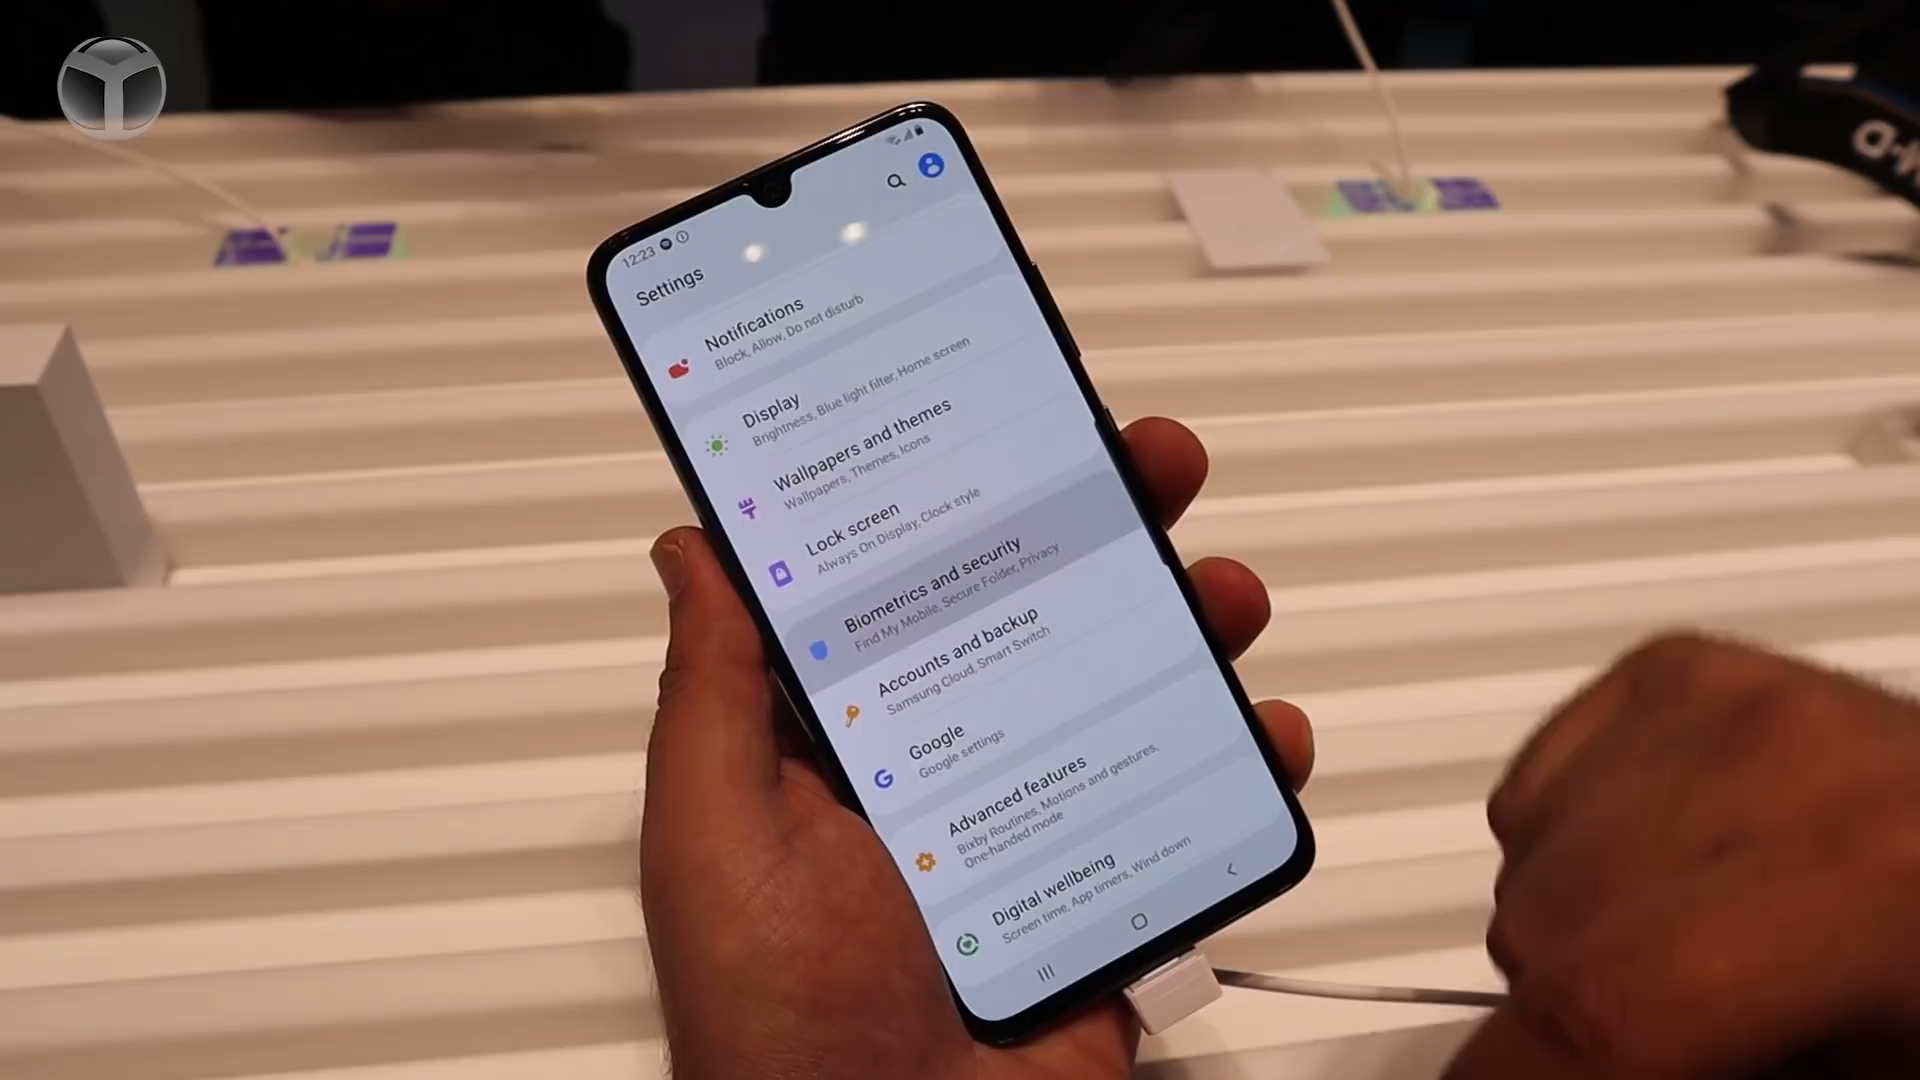 12:23
Settings
Notifications
Block, Allow, Do not disturb
Display
Brightness, Blue light filter, Home screen
Wallpapers and themes
Wallpapers, Themes, Icons
Lock screen
Always On Display, Clock style
Biometrics and security
Find My Mobile, Secure Folder, Privacy
Accounts and backup
Samsung Cloud, Smart Switch
Google
Google settings
Advanced features
Bixby Routines, Motions and gestures,
One-handed mode
Digital wellbeing
Screen time, App timers, Wind down